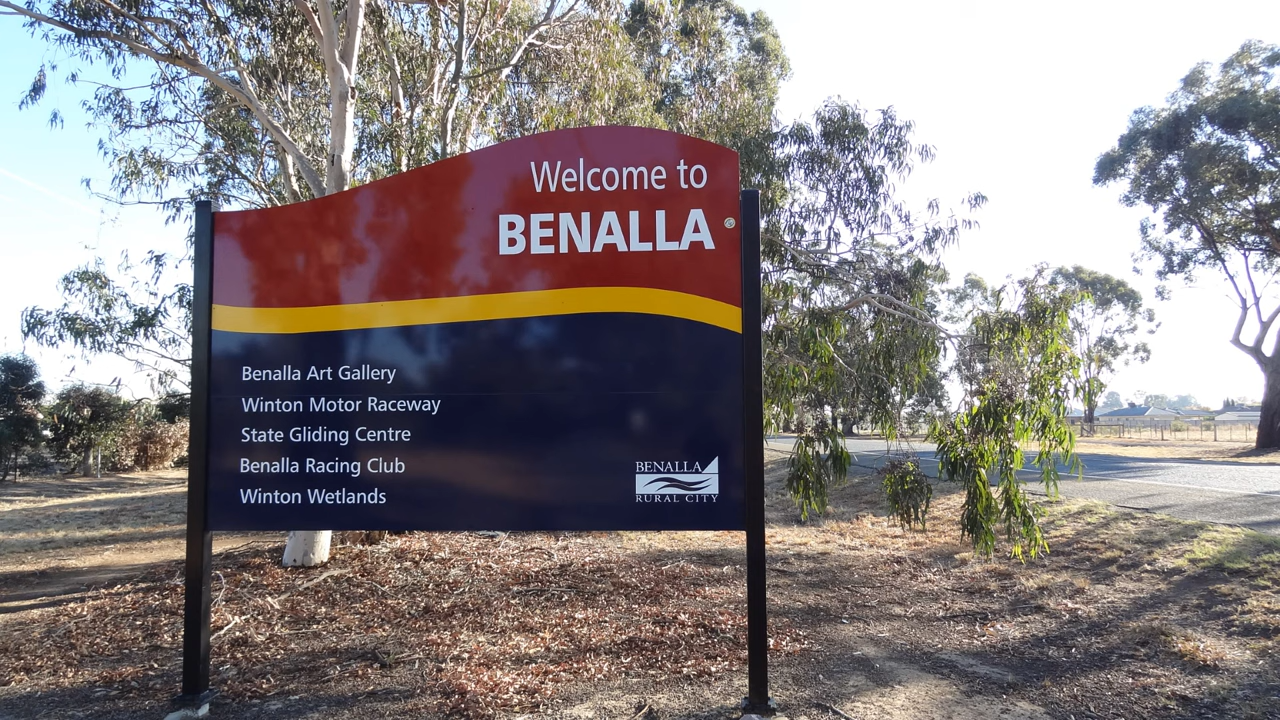 Welcome to
BENALLA
Benalla Art Gallery
Winton Motor Raceway
State Gliding Centre
Benalla Racing Club
Winton Wetlands
BENALLA
RURAL CITY